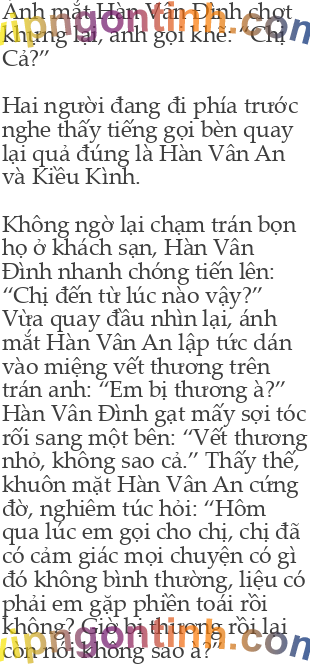 Ánh mắt Hàn Vân Đình chợt
khựng lại, anh gọi khẽ: “Chị
Cả?”
Hai người đang đi phía trước
nghe thấy tiếng gọi bèn quay
lại quả đúng là Hàn Vân An
và Kiều Kình.
Không ngờ lại chạm trán bọn
họ ở khách sạn, Hàn Vân
Đình nhanh chóng tiến lên:
“Chị đến từ lúc nào vậy?”
Vừa quay đầu nhìn lại, ánh
mắt Hàn Vân An lập tức dán
vào miệng vết thương trên
trán anh: “Em bị thương à?”
Hàn Vân Đình gạt mấy sợi tóc
rối sang một bên: “Vết thương
nhỏ, không sao cả.” Thấy thế,
khuôn mặt Hàn Vân An cứng
đờ, nghiêm túc hỏi: “Hôm
qua lúc em gọi cho chị, chị đã
có cảm giác mọi chuyện có gì
đó không bình thường, liệu có
phải em gặp phiền toái rồi
không? Giờ bị thương rồi lại
còn nói không sao à?”
vipngontinh.com
vipngontinh.com